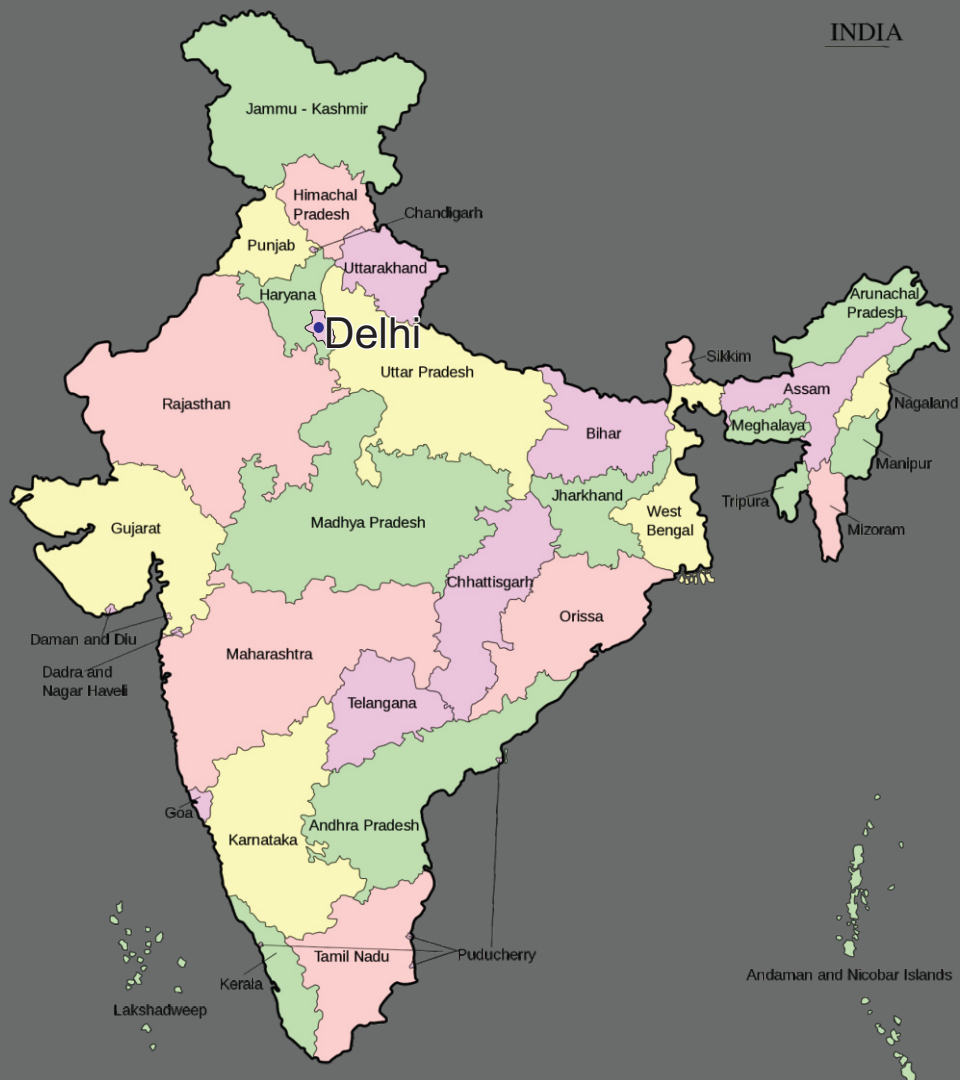 INDIA
Jammu - Kashmir
Himachal
Pradesh
Chandigarh
Punjab
Uttarakhand
Haryana
Delhi
Arunachal
Pradesh
Sikkim
Uttar Pradesh
Assam
Rajasthan
Nagaland
Meghalaya
Bihar
Manipur
Jharkhand
Tripura
West
Bengal
Madhya Pradesh
Gujarat
Mizoram
Chhattisgarh
Orissa
Daman and Diu
Maharashtra
Dadra and
Nagar Haveli
Telangana
Goa
Andhra Pradesh
Karnataka
Puducherry
Tamil Nadu
Andaman and Nicobar Islands
Kerala
Lakshadweep